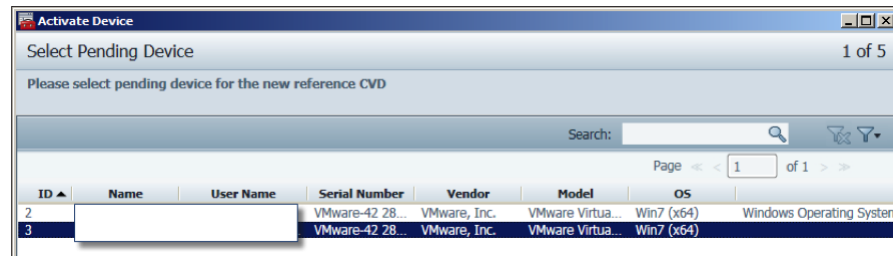 Activate Device
Select Pending Device 1 of 5
Please select pending device for the new reference CVD
Search:
Page ≪ < 1 of 1 > ≫
ID ▲ Name User Name Serial Number Vendor Model OS
2 VMware-42 28... VMware, Inc. VMware Virtua... Win7 (x64) Windows Operating System
3 VMware-42 28... VMware, Inc. VMware Virtua... Win7 (x64)